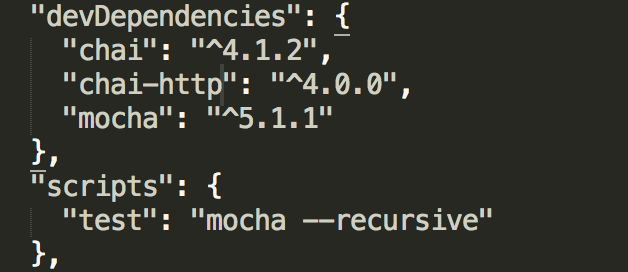 "devDependencies": {
"chai": "^4.1.2",
"chai-http": "^4.0.0",
"mocha": "^5.1.1"
},
"scripts": {
"test": "mocha --recursive"
},